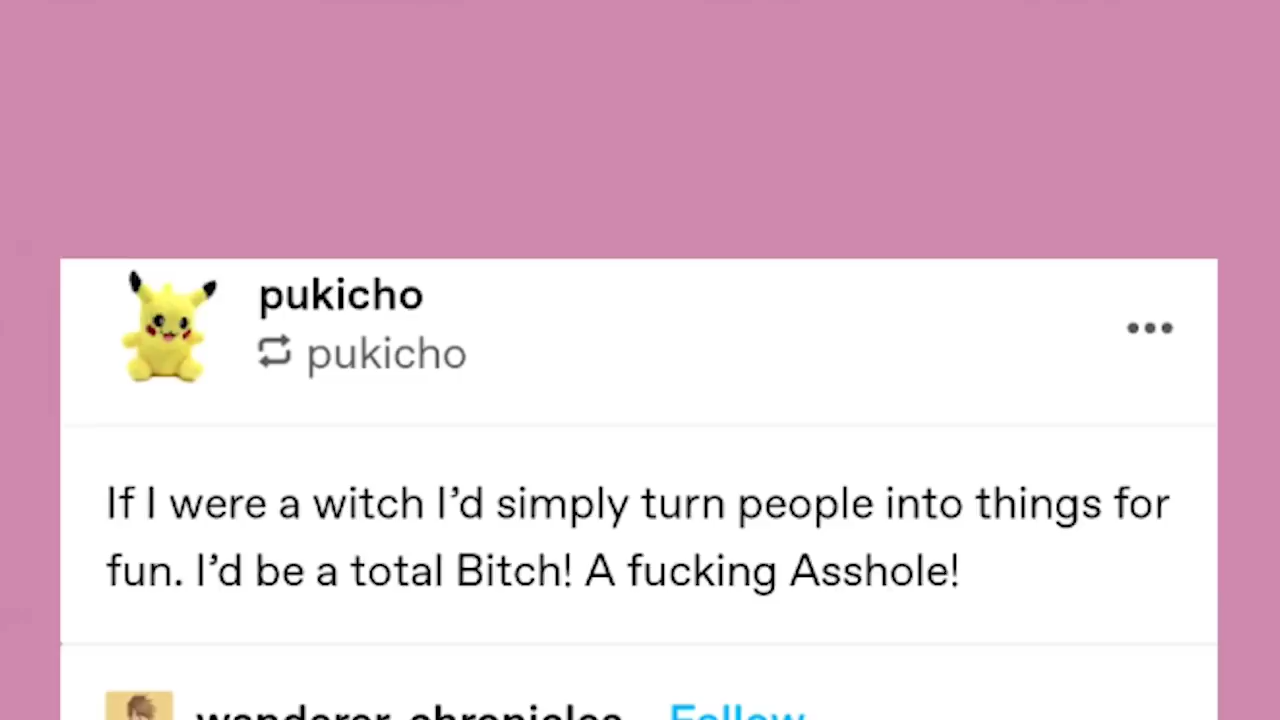 pukicho
pukicho
If I were a witch I’d simply turn people into things for
fun. I’d be a total Bitch! A fucking Asshole!
wanderer-chronicles Follow